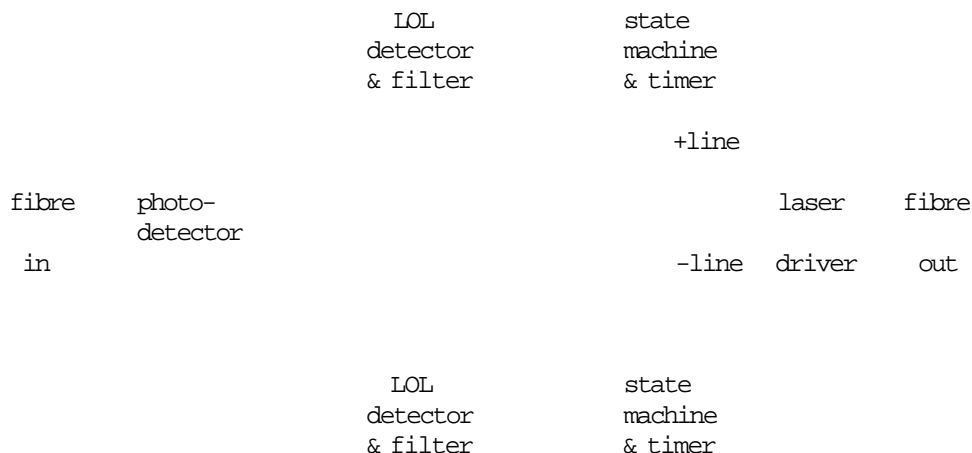 LOL state
detector machine
& filter & timer
+line
fibre photo- laser fibre
detector
in -line driver out
LOL state
detector machine
& filter & timer